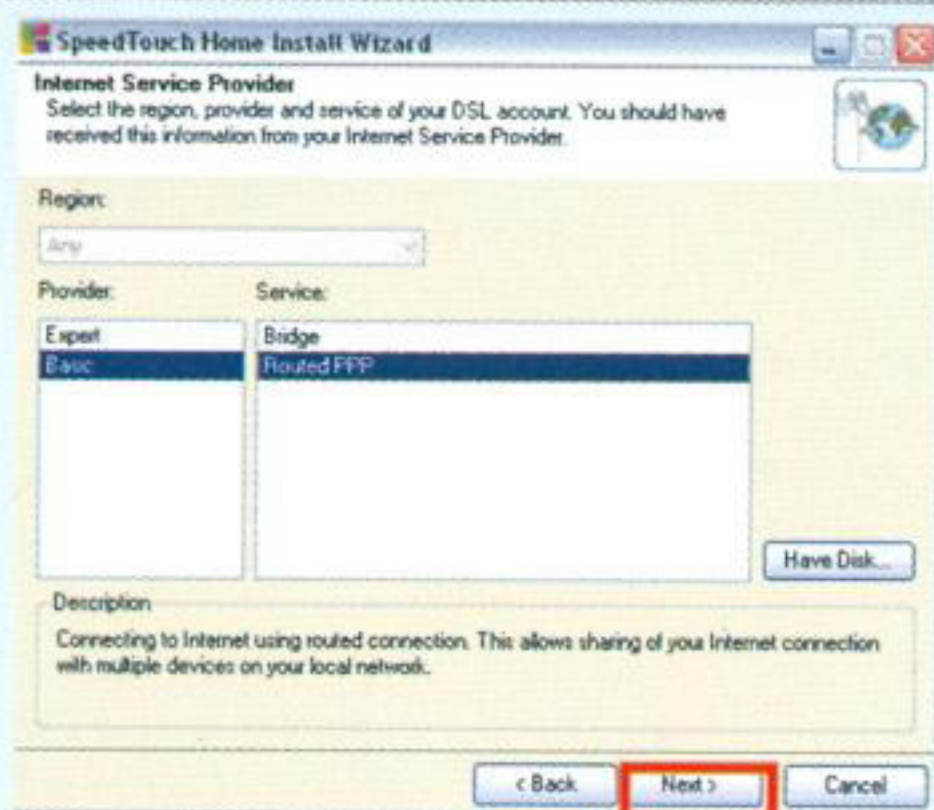 SpeedTouch Home Install Wizard
Internet Service Provider
Select the region, provider and service of your DSL account. You should have
received this information from your Internet Service Provider.
Region:
Any
Provider:
Service:
Expert
Basic
Bridge
Routed PPP
Have Disk...
Description
Connecting to Internet using routed connection. This allows sharing of your Internet connection
with multiple devices on your local network.
< Back
Next >
Cancel